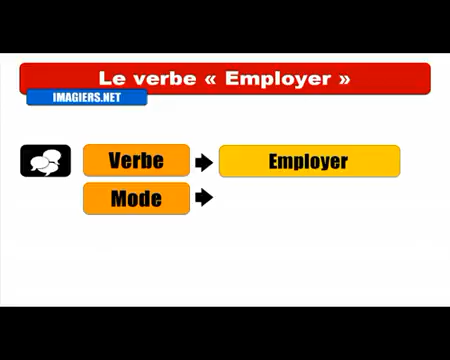 Le verbe « Employer »
IMAGIERS.NET
Verbe Employer
Mode